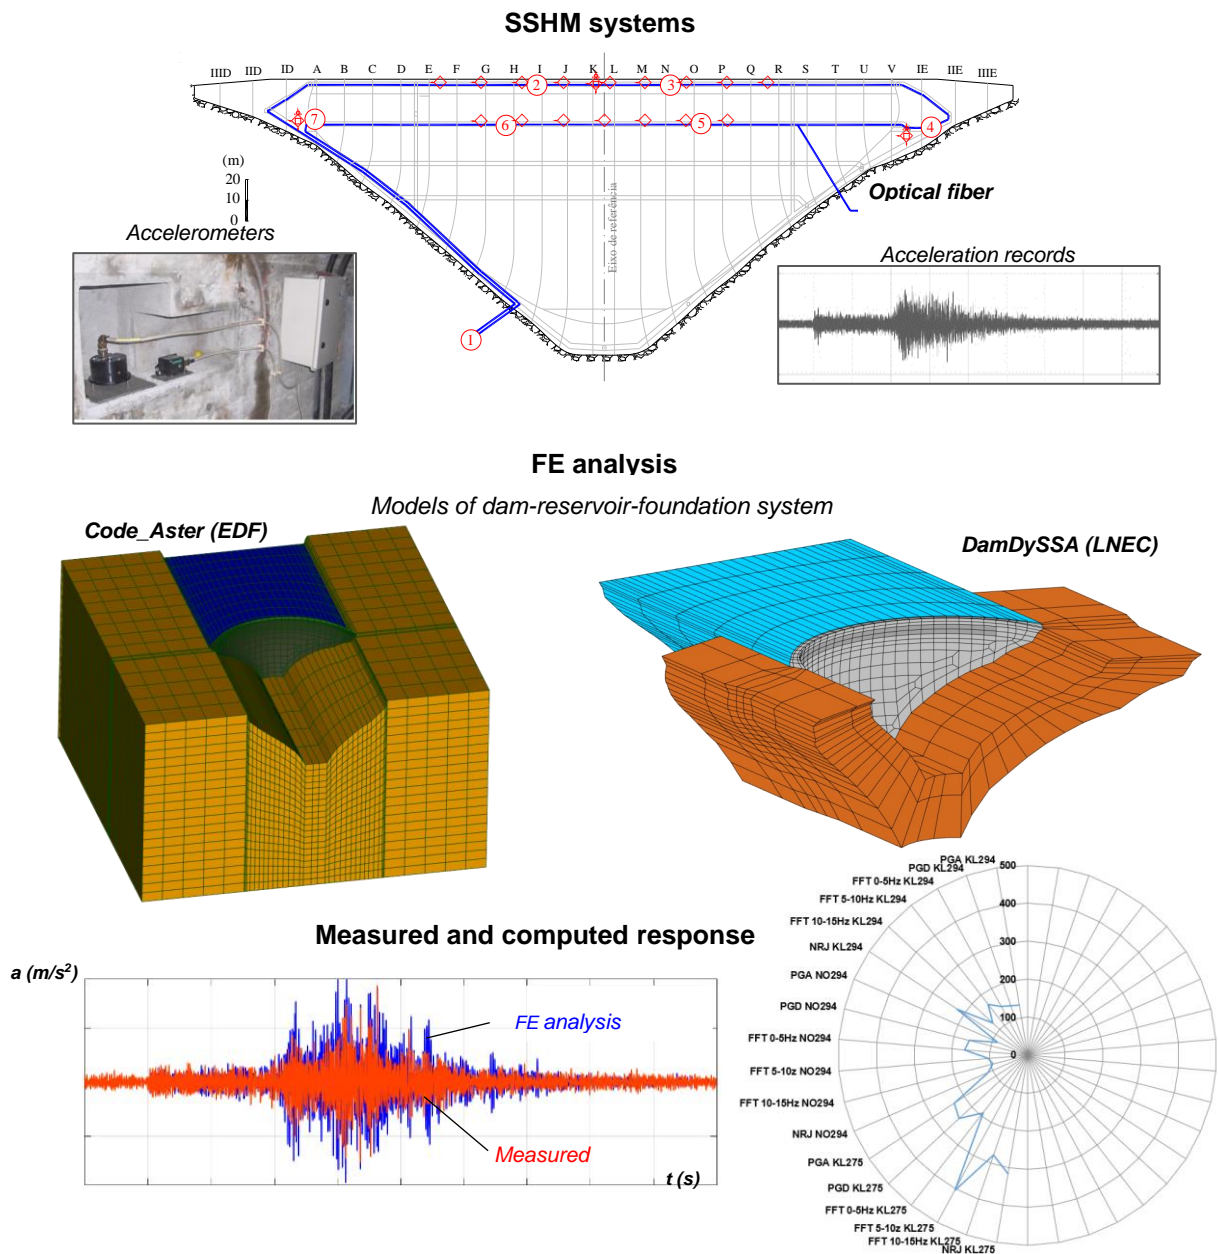 SSHM systems
IIID IID ID A B C D E F G H I J K L M N O P Q R S T U V IE IIE IIIE
2 3
7 6 5 4
(m)
20
10
0
Eixo de referência
Optical fiber
Accelerometers
Acceleration records
1
FE analysis
Models of dam-reservoir-foundation system
Code_Aster (EDF)
DamDySSA (LNEC)
Measured and computed response
a (m/s²)
FE analysis
Measured
t (s)
PGA KL294
PGD KL294
FFT 0-5Hz KL294
FFT 5-10Hz KL294
FFT 10-15Hz KL294
NRJ KL294
PGA NO294
PGD NO294
FFT 0-5Hz NO294
FFT 5-10z NO294
FFT 10-15Hz NO294
NRJ NO294
PGA KL275
PGD KL275
FFT 0-5Hz KL275
FFT 5-10z KL275
FFT 10-15Hz KL275
NRJ KL275
500
400
300
200
100
0